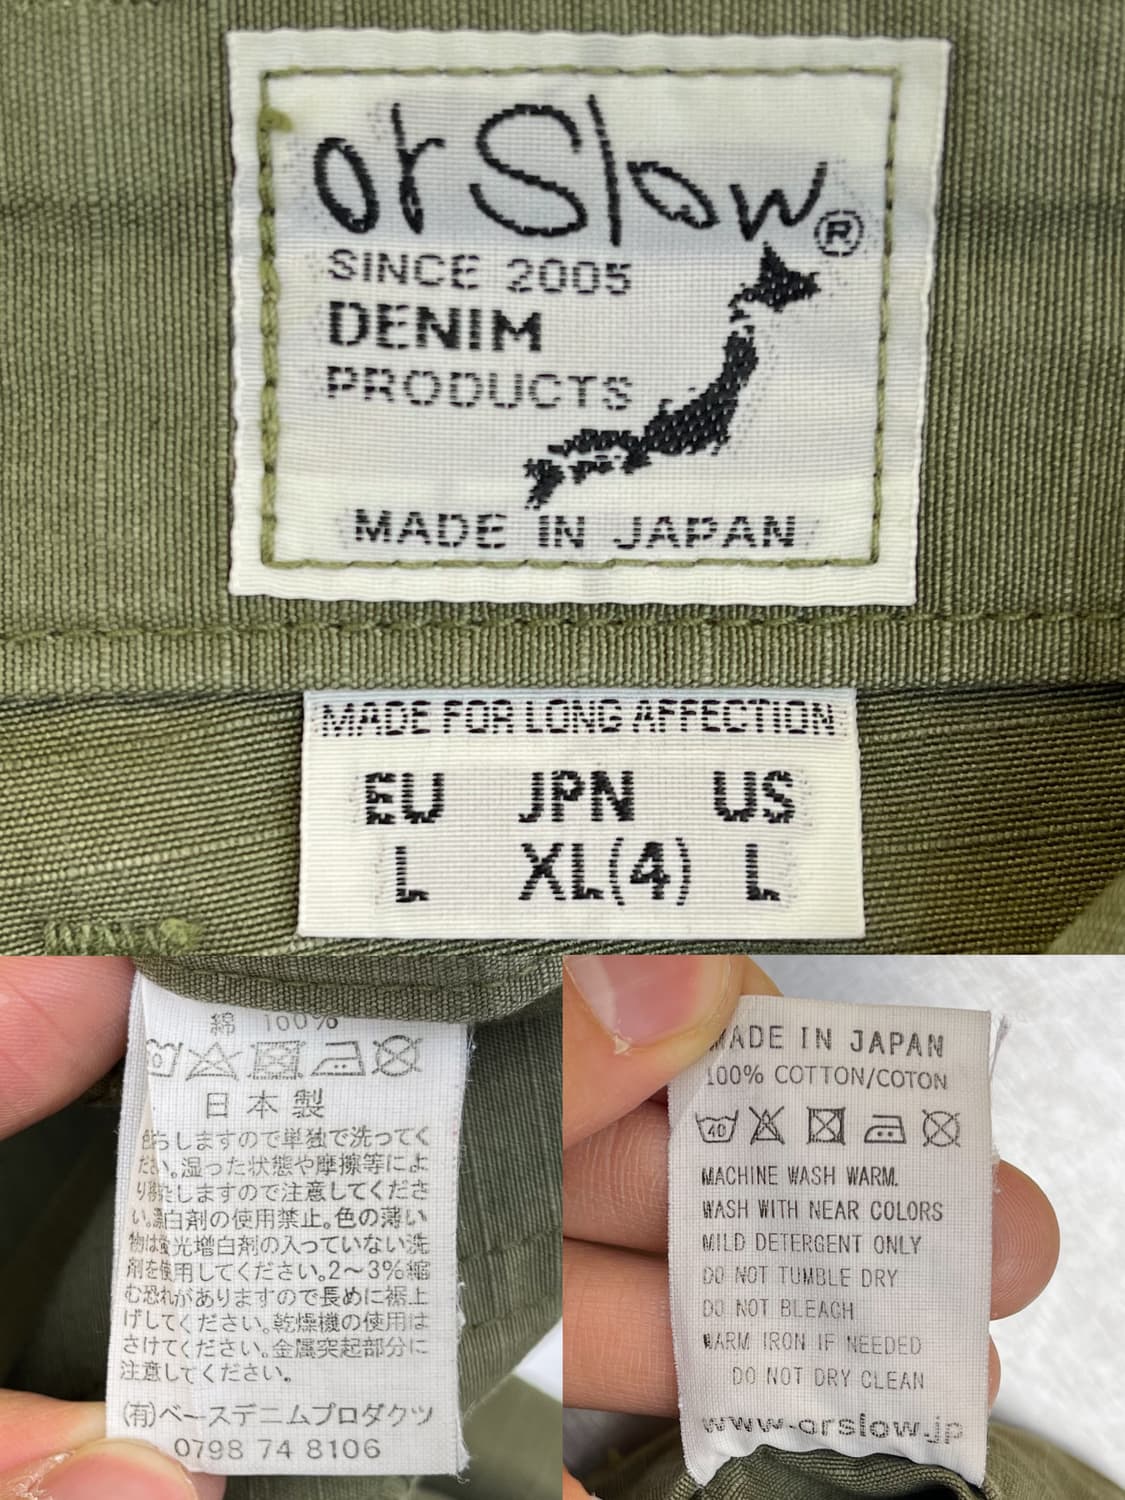 orSlow®
SINCE 2005
DENIM
PRODUCTS
MADE IN JAPAN
MADE FOR LONG AFFECTION
EU JPN US
L XL(4) L
綿 100%
日本製
色落ちしますので単独で洗ってく
ださい。湿った状態や摩擦等によ
り移染しますので注意してくださ
い。漂白剤の使用禁止。色の薄い
物は蛍光増白剤の入っていない洗
剤を使用してください。2〜3%縮
む恐れがありますので長めに裾上
げしてください。乾燥機の使用は
さけてください。金属突起部分に
注意してください。
(有)ベースデニムプロダクツ
0798 74 8106
MADE IN JAPAN
100% COTTON/COTON
40
MACHINE WASH WARM.
WASH WITH NEAR COLORS
MILD DETERGENT ONLY
DO NOT TUMBLE DRY
DO NOT BLEACH
WARM IRON IF NEEDED
DO NOT DRY CLEAN
www.orslow.jp